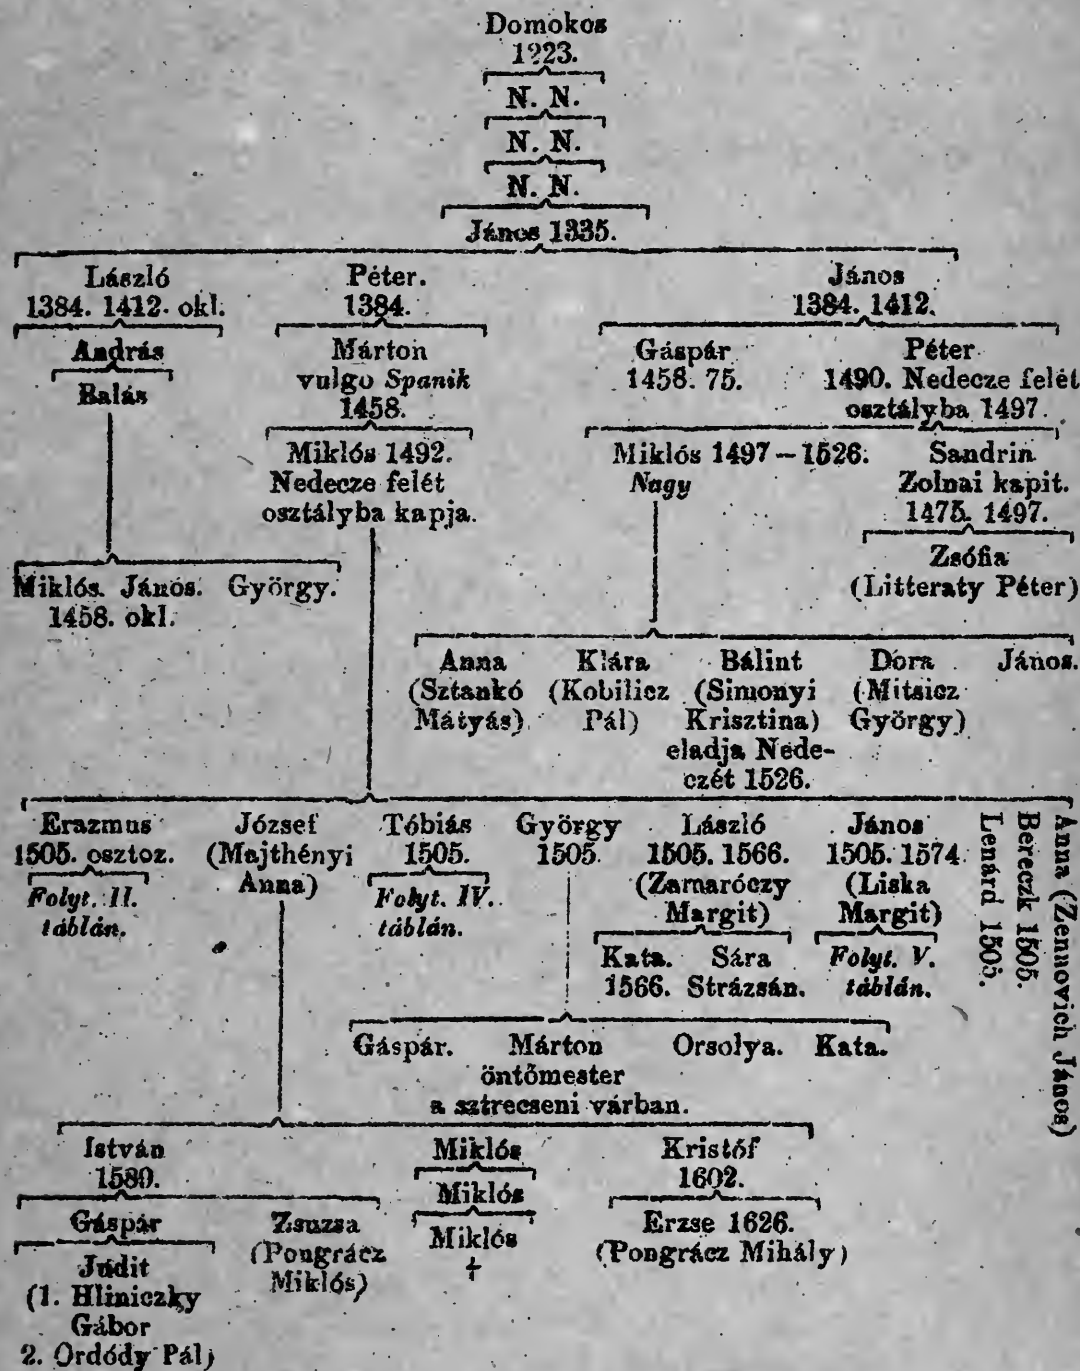 Domokos
1223.
N. N.
N. N.
N. N.
János 1335.
László Péter. János
1384. 1412. okl. 1384. 1384. 1412.
András Márton Gáspár Péter
Balás vulgo Spanik 1458. 75. 1490. Nedecze felét
1458. osztályba 1497.
Miklós 1492. Miklós 1497–1526. Sandrin
Nedecze felét Nagy Zolnai kapit.
osztályba kapja. 1475. 1497.
Zsófia
Miklós. János. György. (Litteraty Péter)
1458. okl.
Anna Klára Bálint Dora János.
(Sztankó (Kobilicz (Simonyi (Mitsicz
Mátyás) Pál) Krisztina) György)
eladja Nede-
czét 1526.
Erazmus József Tóbiás György László János
1505. osztoz. (Majthényi 1505. 1505. 1505. 1566. 1505. 1574.
Folyt. II. Anna) Folyt. IV. (Zamaróczy (Liska
táblán. táblán. Margit) Margit)
Kata. Sára Folyt. V.
1566. Strázsán. táblán.
Anna (Zennovich János)
Bereczk 1505.
Lenárd 1505.
Gáspár. Márton Orsolya. Kata.
öntőmester
a sztrecseni várban.
István Miklós Kristóf
1580. Miklós 1602.
Gáspár Zsuzsa Miklós Erzse 1626.
Judit (Pongrácz † (Pongrácz Mihály)
(1. Hliniczky Miklós)
Gábor
2. Ordódy Pál)